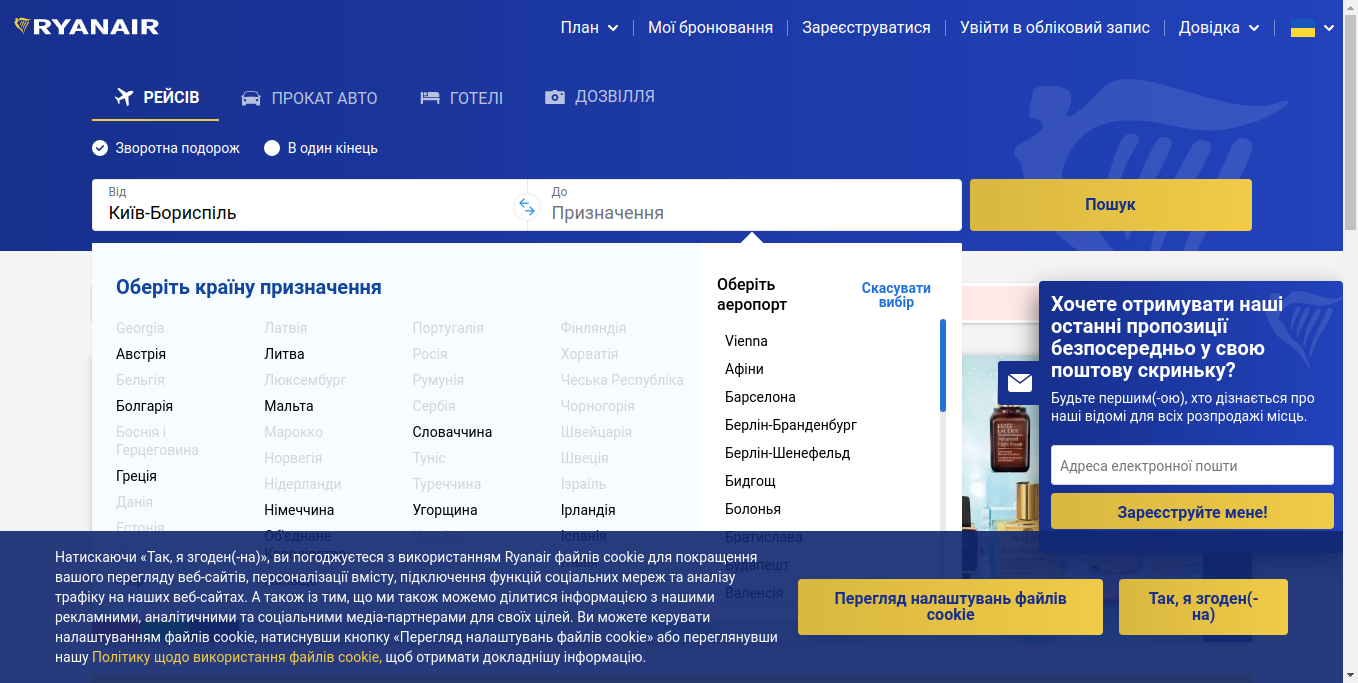 RYANAIR
План
Мої бронювання
Зареєструватися
Увійти в обліковий запис
Довідка
РЕЙСІВ
ПРОКАТ АВТО
ГОТЕЛІ
ДОЗВІЛЛЯ
Зворотна подорож
В один кінець
Від
Київ-Бориспіль
До
Призначення
Пошук
Оберіть країну призначення
Georgia
Австрія
Бельгія
Болгарія
Боснія і
Герцеговина
Греція
Данія
Естонія
Латвія
Литва
Люксембург
Мальта
Марокко
Норвегія
Нідерланди
Німеччина
Об'єднане
Португалія
Росія
Румунія
Сербія
Словаччина
Туніс
Туреччина
Угорщина
Фінляндія
Хорватія
Чеська Республіка
Чорногорія
Швейцарія
Швеція
Ізраїль
Ірландія
Іспанія
Оберіть
аеропорт
Скасувати
вибір
Vienna
Афіни
Барселона
Берлін-Бранденбург
Берлін-Шенефельд
Бидгощ
Болонья
Братислава
Будапешт
Валенсія
Хочете отримувати наші
останні пропозиції
безпосередньо у свою
поштову скриньку?
Будьте першим(-ою), хто дізнається про
наші відомі для всіх розпродажі місць.
Адреса електронної пошти
Зареєструйте мене!
Натискаючи «Так, я згоден(-на)», ви погоджуєтеся з використанням Ryanair файлів cookie для покращення
вашого перегляду веб-сайтів, персоналізації вмісту, підключення функцій соціальних мереж та аналізу
трафіку на наших веб-сайтах. А також із тим, що ми також можемо ділитися інформацією з нашими
рекламними, аналітичними та соціальними медіа-партнерами для своїх цілей. Ви можете керувати
налаштуванням файлів cookie, натиснувши кнопку «Перегляд налаштувань файлів cookie» або переглянувши
нашу Політику щодо використання файлів cookie, щоб отримати докладнішу інформацію.
Перегляд налаштувань файлів
cookie
Так, я згоден(-
на)